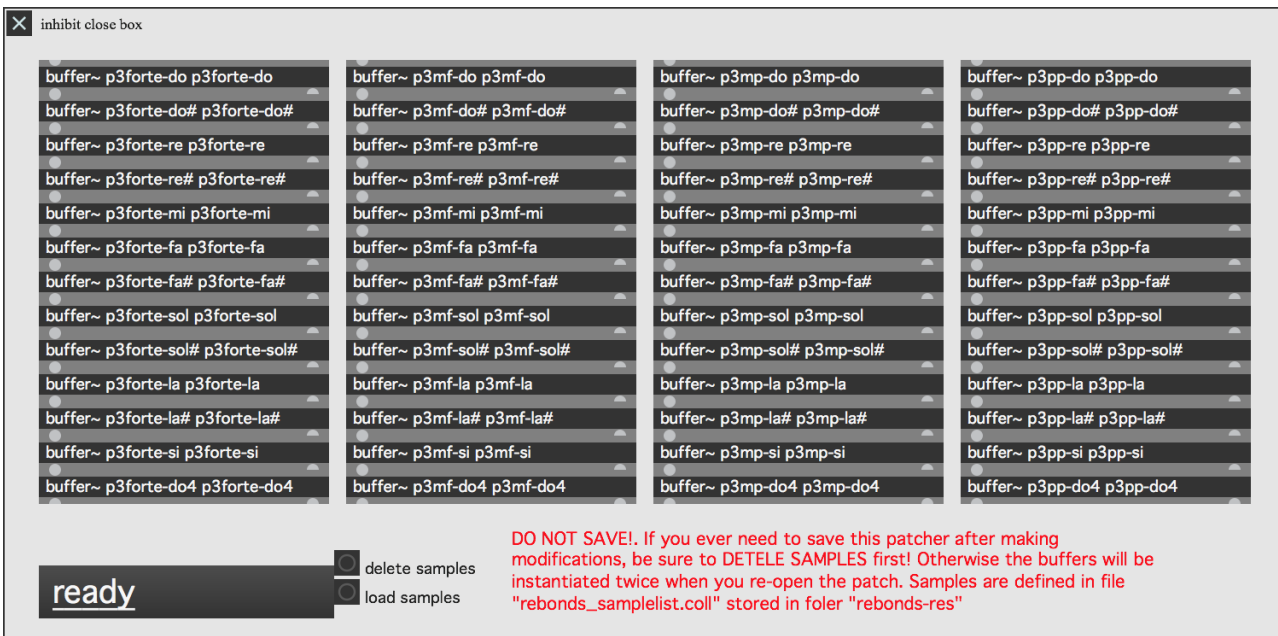 inhibit close box
buffer~ p3forte-do p3forte-do
buffer~ p3forte-do# p3forte-do#
buffer~ p3forte-re p3forte-re
buffer~ p3forte-re# p3forte-re#
buffer~ p3forte-mi p3forte-mi
buffer~ p3forte-fa p3forte-fa
buffer~ p3forte-fa# p3forte-fa#
buffer~ p3forte-sol p3forte-sol
buffer~ p3forte-sol# p3forte-sol#
buffer~ p3forte-la p3forte-la
buffer~ p3forte-la# p3forte-la#
buffer~ p3forte-si p3forte-si
buffer~ p3forte-do4 p3forte-do4
buffer~ p3mf-do p3mf-do
buffer~ p3mf-do# p3mf-do#
buffer~ p3mf-re p3mf-re
buffer~ p3mf-re# p3mf-re#
buffer~ p3mf-mi p3mf-mi
buffer~ p3mf-fa p3mf-fa
buffer~ p3mf-fa# p3mf-fa#
buffer~ p3mf-sol p3mf-sol
buffer~ p3mf-sol# p3mf-sol#
buffer~ p3mf-la p3mf-la
buffer~ p3mf-la# p3mf-la#
buffer~ p3mf-si p3mf-si
buffer~ p3mf-do4 p3mf-do4
buffer~ p3mp-do p3mp-do
buffer~ p3mp-do# p3mp-do#
buffer~ p3mp-re p3mp-re
buffer~ p3mp-re# p3mp-re#
buffer~ p3mp-mi p3mp-mi
buffer~ p3mp-fa p3mp-fa
buffer~ p3mp-fa# p3mp-fa#
buffer~ p3mp-sol p3mp-sol
buffer~ p3mp-sol# p3mp-sol#
buffer~ p3mp-la p3mp-la
buffer~ p3mp-la# p3mp-la#
buffer~ p3mp-si p3mp-si
buffer~ p3mp-do4 p3mp-do4
buffer~ p3pp-do p3pp-do
buffer~ p3pp-do# p3pp-do#
buffer~ p3pp-re p3pp-re
buffer~ p3pp-re# p3pp-re#
buffer~ p3pp-mi p3pp-mi
buffer~ p3pp-fa p3pp-fa
buffer~ p3pp-fa# p3pp-fa#
buffer~ p3pp-sol p3pp-sol
buffer~ p3pp-sol# p3pp-sol#
buffer~ p3pp-la p3pp-la
buffer~ p3pp-la# p3pp-la#
buffer~ p3pp-si p3pp-si
buffer~ p3pp-do4 p3pp-do4
ready
delete samples
load samples
DO NOT SAVE!. If you ever need to save this patcher after making
modifications, be sure to DETELE SAMPLES first! Otherwise the buffers will be
instantiated twice when you re-open the patch. Samples are defined in file
"rebonds_samplelist.coll" stored in foler "rebonds-res"